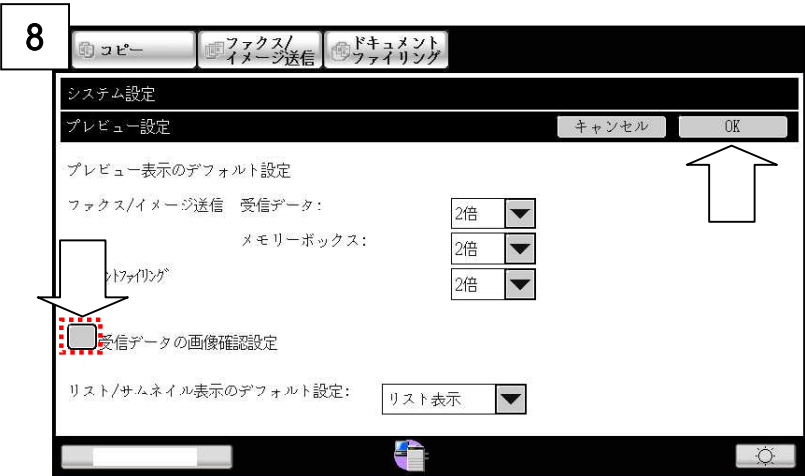 8
コピー
ファクス/
イメージ送信
ドキュメント
ファイリング
システム設定
プレビュー設定
キャンセル
OK
プレビュー表示のデフォルト設定
ファクス/イメージ送信 受信データ: 2倍
メモリーボックス: 2倍
ﾝﾄﾌｧｲﾘﾝｸﾞ 2倍
受信データの画像確認設定
リスト/サムネイル表示のデフォルト設定: リスト表示